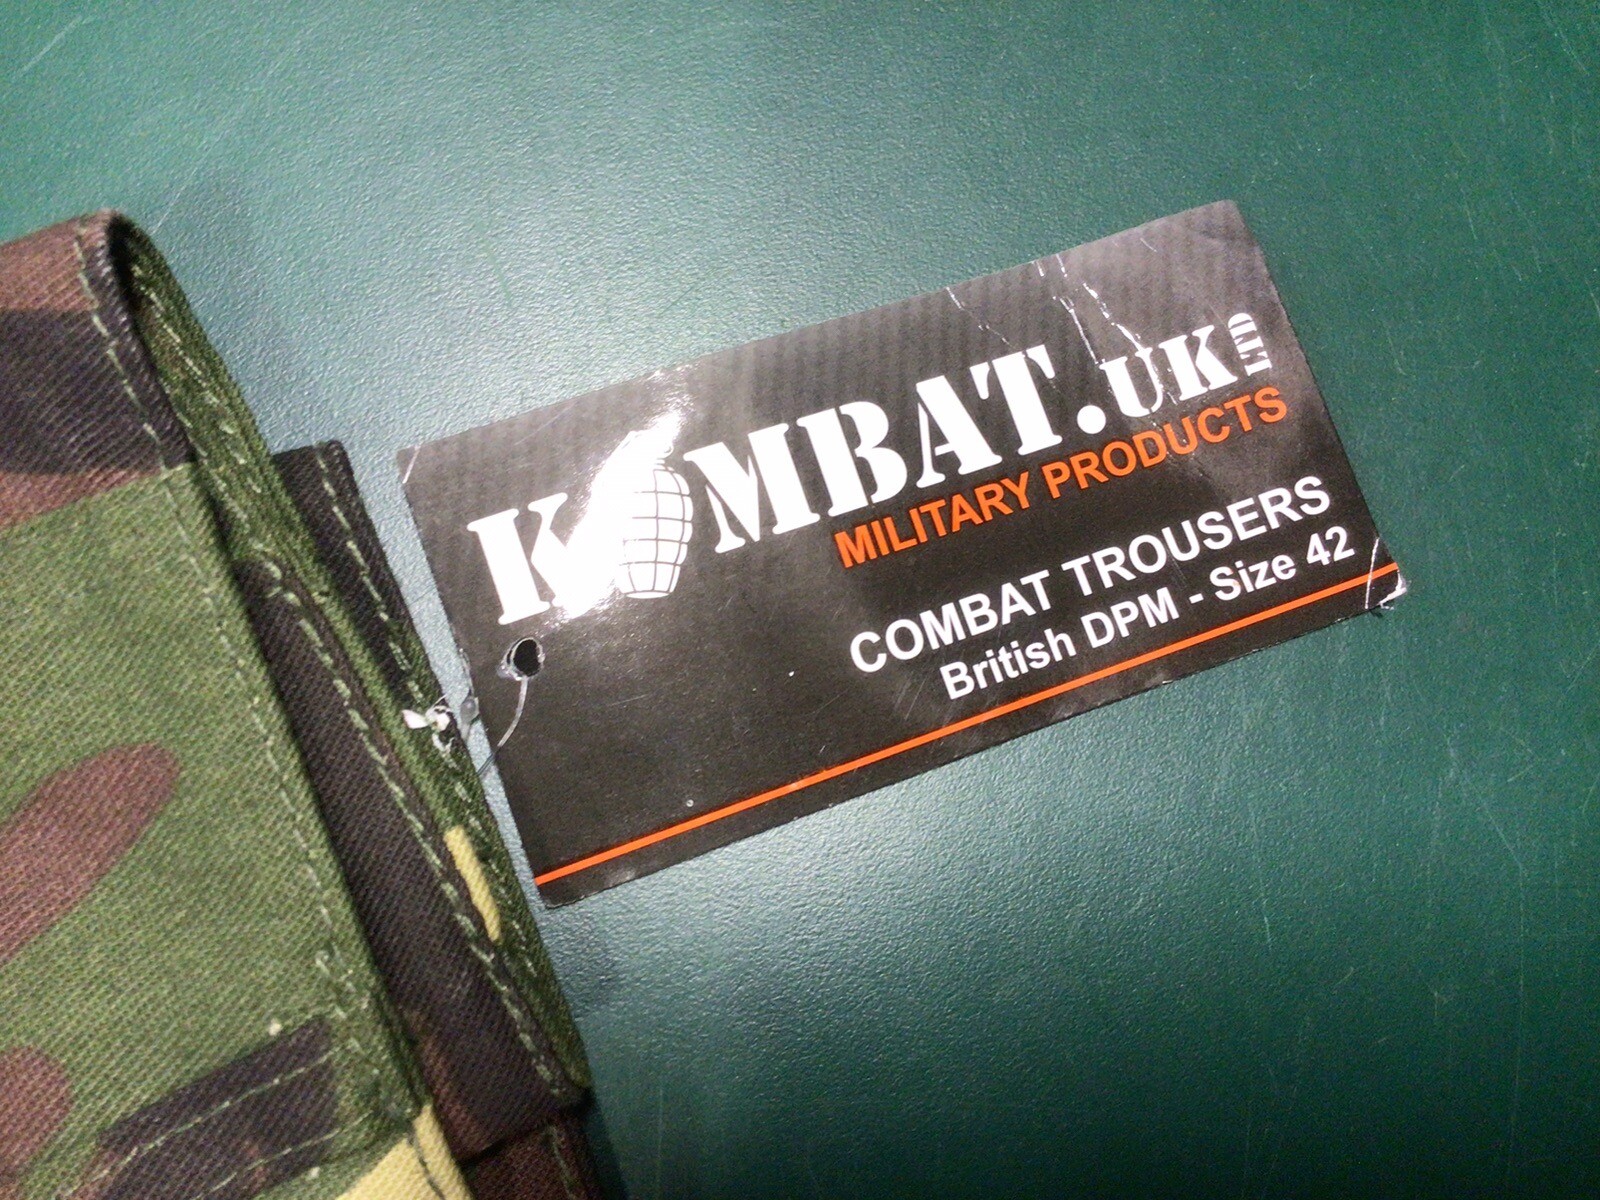 KOMBAT.UK LTD
MILITARY PRODUCTS
COMBAT TROUSERS
British DPM - Size 42